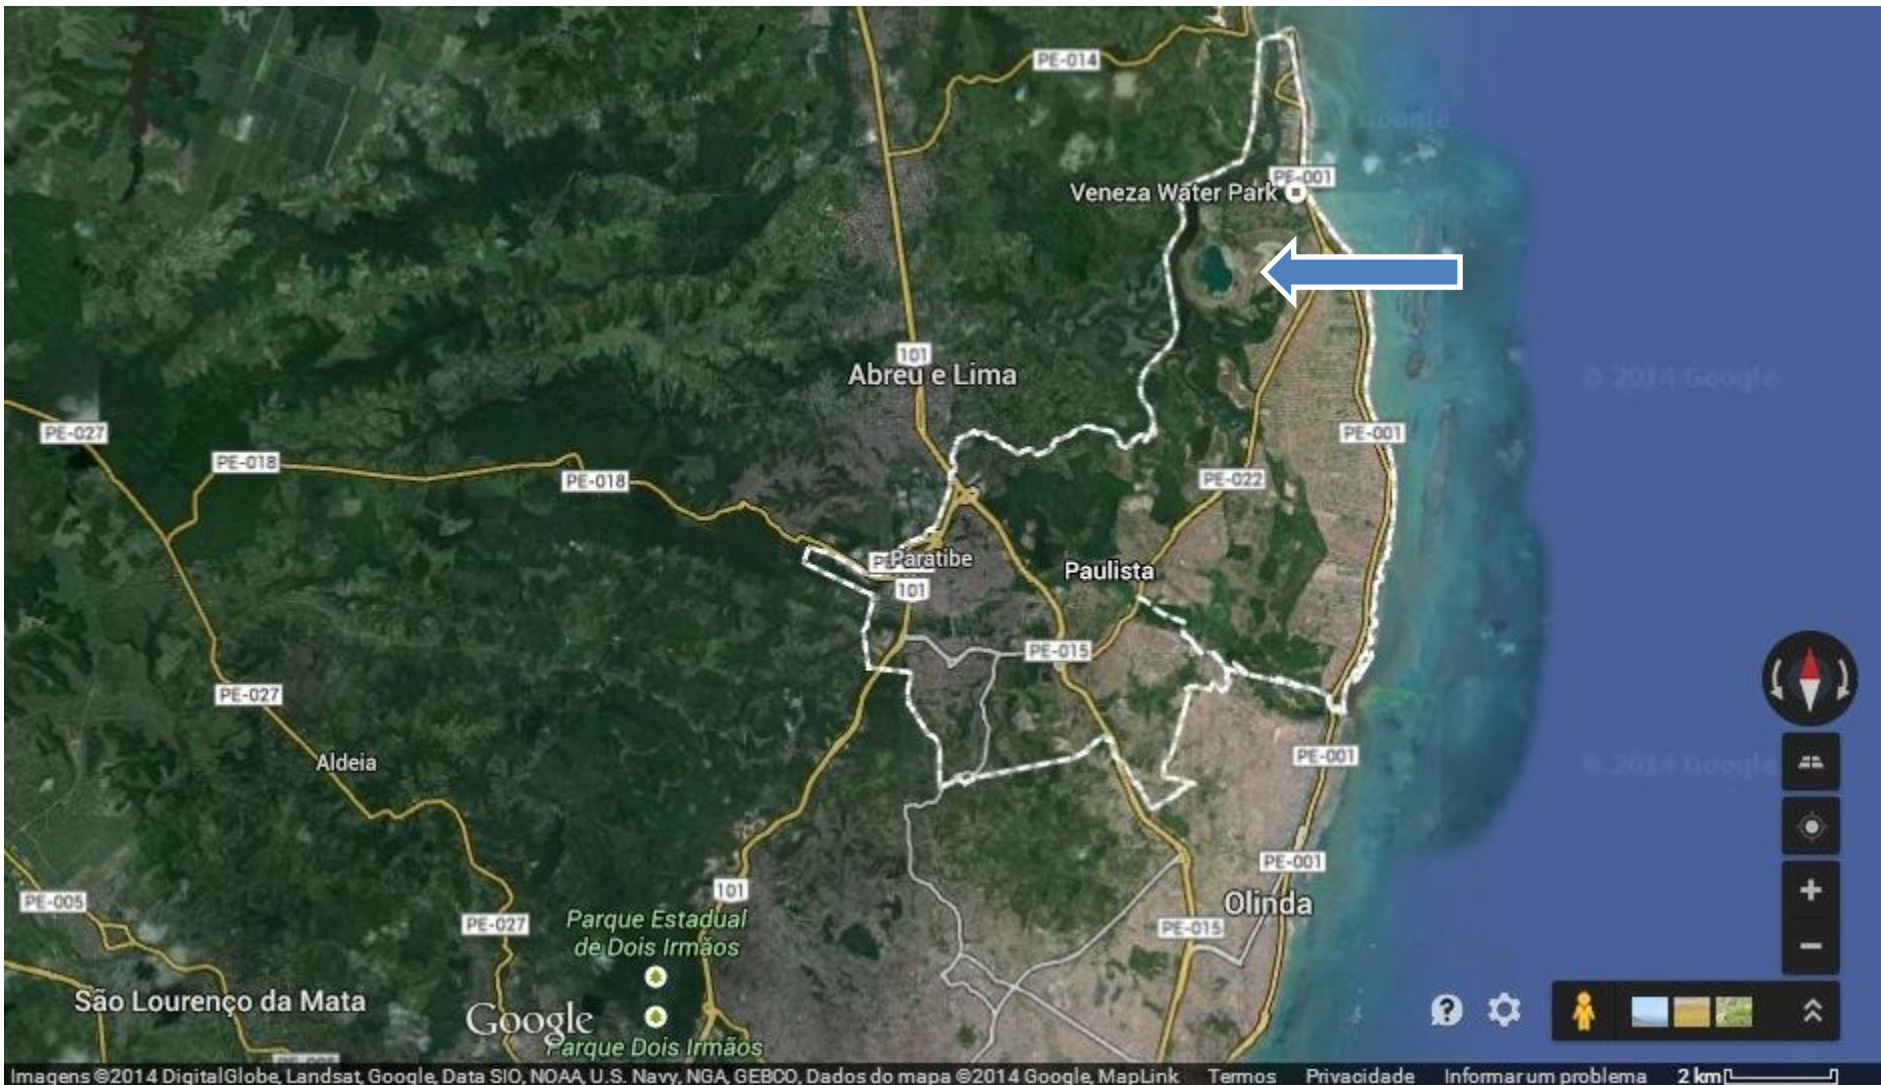 PE-014
Google
PE-001
Veneza Water Park
101
Abreu e Lima
© 2014 Google
PE-027
PE-018
PE-018
PE-001
PE-022
Paratibe
Paulista
101
PE-015
PE-027
Aldeia
PE-001
© 2014 Google
PE-001
101
PE-005
PE-027
Parque Estadual
de Dois Irmãos
Olinda
PE-015
São Lourenço da Mata
Google
Parque Dois Irmãos
Imagens ©2014 DigitalGlobe, Landsat, Google, Data SIO, NOAA, U.S. Navy, NGA, GEBCO, Dados do mapa ©2014 Google, MapLink Termos Privacidade Informar um problema 2 km